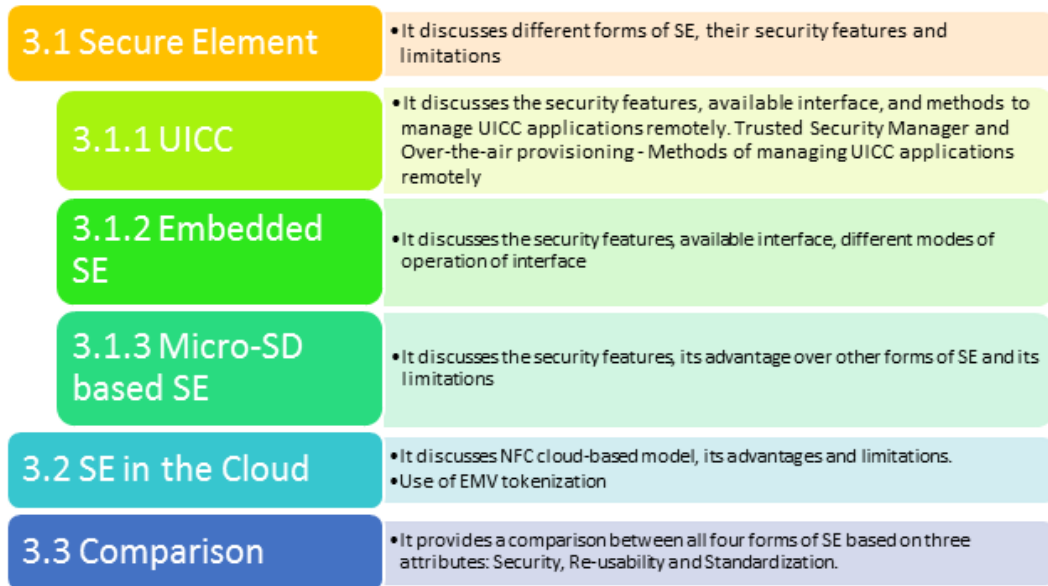 3.1 Secure Element
•It discusses different forms of SE, their security features and
limitations
3.1.1 UICC
•It discusses the security features, available interface, and methods to
manage UICC applications remotely. Trusted Security Manager and
Over-the-air provisioning - Methods of managing UICC applications
remotely
3.1.2 Embedded
SE
•It discusses the security features, available interface, different modes of
operation of interface
3.1.3 Micro-SD
based SE
•It discusses the security features, its advantage over other forms of SE and its
limitations
3.2 SE in the Cloud
•It discusses NFC cloud-based model, its advantages and limitations.
•Use of EMV tokenization
3.3 Comparison
•It provides a comparison between all four forms of SE based on three
attributes: Security, Re-usability and Standardization.